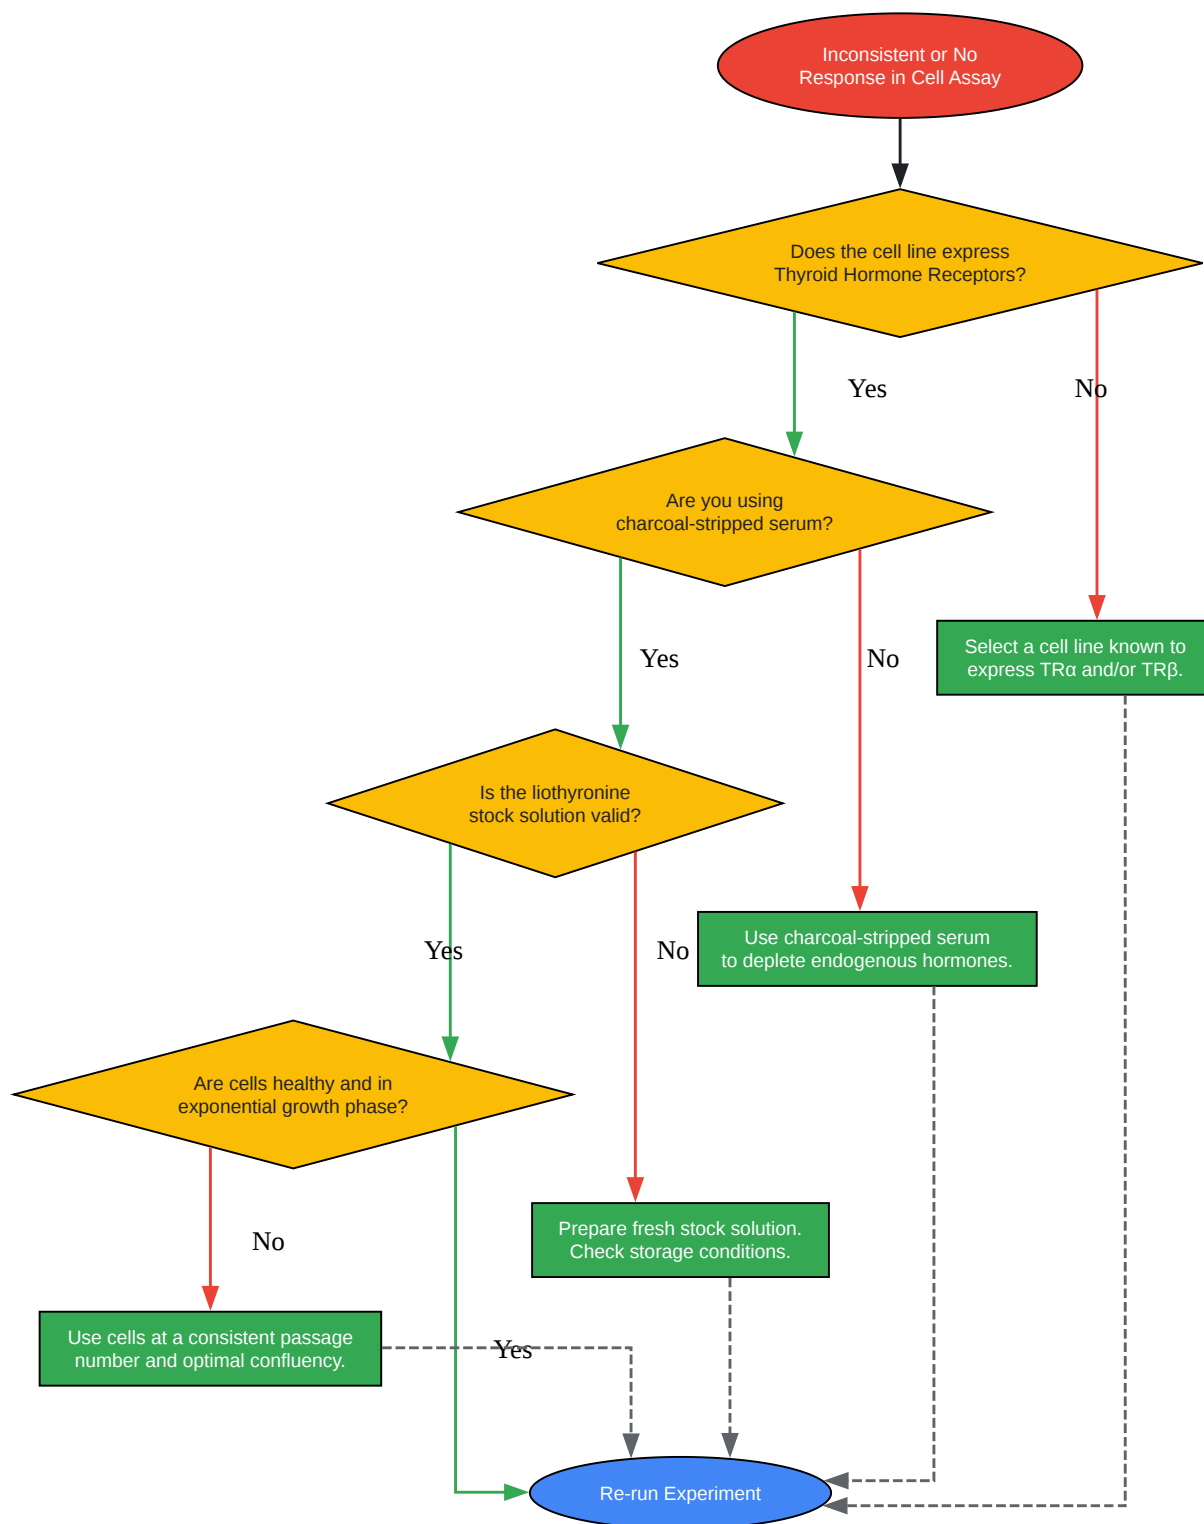 Inconsistent or No
Response in Cell Assay
Does the cell line express
Thyroid Hormone Receptors?
Yes
No
Are you using
charcoal-stripped serum?
Select a cell line known to
express TRα and/or TRβ.
Yes
No
Is the liothyronine
stock solution valid?
Use charcoal-stripped serum
to deplete endogenous hormones.
Yes
No
Are cells healthy and in
exponential growth phase?
Prepare fresh stock solution.
Check storage conditions.
No
Use cells at a consistent passage
number and optimal confluency.
Yes
Re-run Experiment